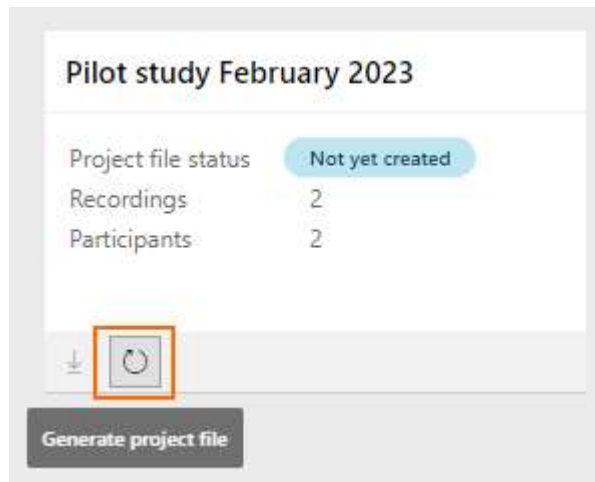 Pilot study February 2023
Project file status Not yet created
Recordings 2
Participants 2
Generate project file